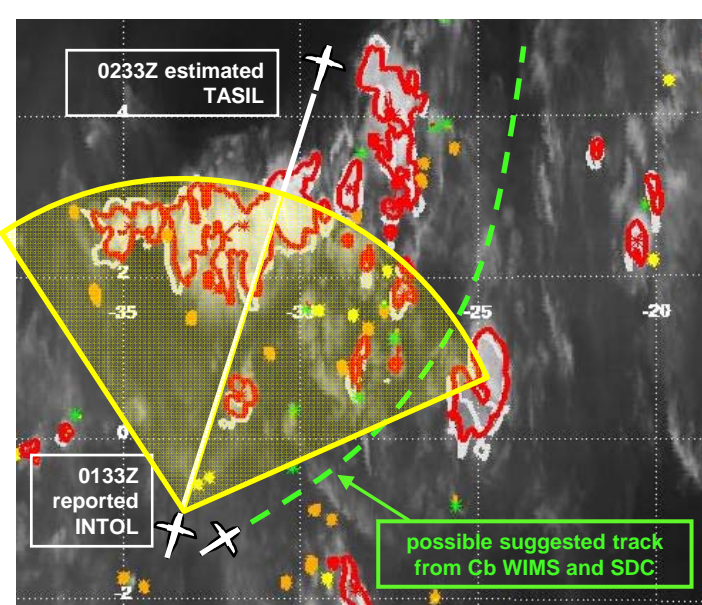 0233Z estimated
TASIL
4
2
-35
-30
-25
-20
0
0133Z
reported
INTOL
possible suggested track
from Cb WIMS and SDC
-2